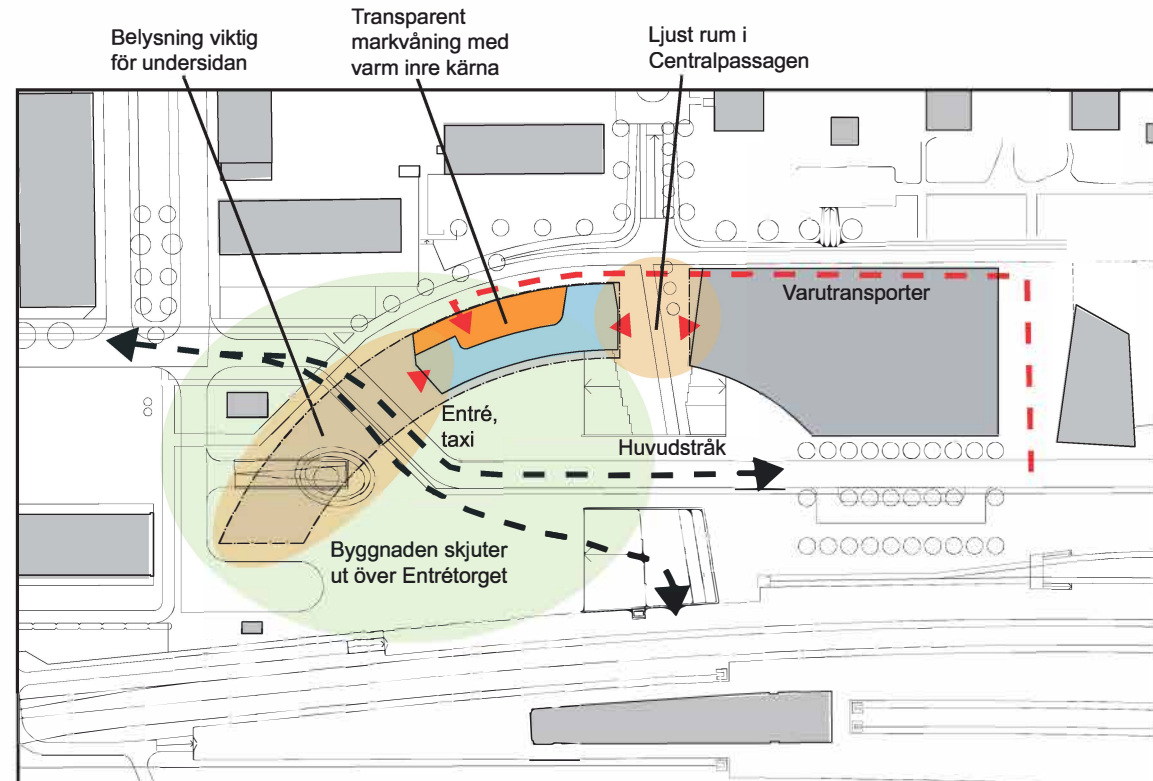 Belysning viktig
för undersidan
Transparent
markvåning med
varm inre kärna
Ljust rum i
Centralpassagen
Varutransporter
Entré,
taxi
Huvudstråk
Byggnaden skjuter
ut över Entrétorget